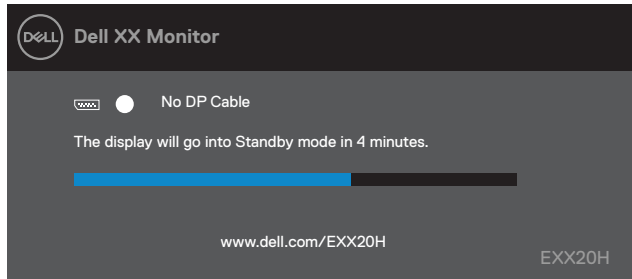 DELL Dell XX Monitor
No DP Cable
The display will go into Standby mode in 4 minutes.
www.dell.com/EXX20H
EXX20H